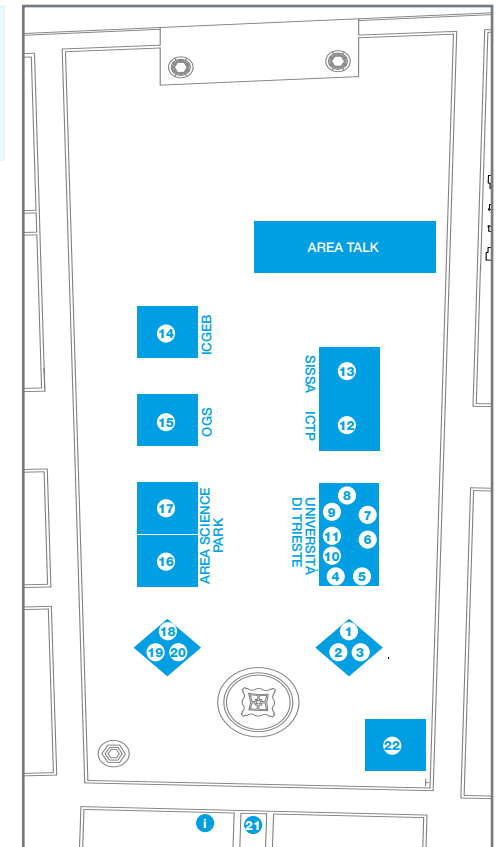 AREA TALK
14
ICGEB
SISSA
13
15
OGS
ICTP
12
17
16
AREA SCIENCE
PARK
UNIVERSITÀ
DI TRIESTE
8
9
7
11
6
10
4
5
18
19
20
1
2
3
22
i
21